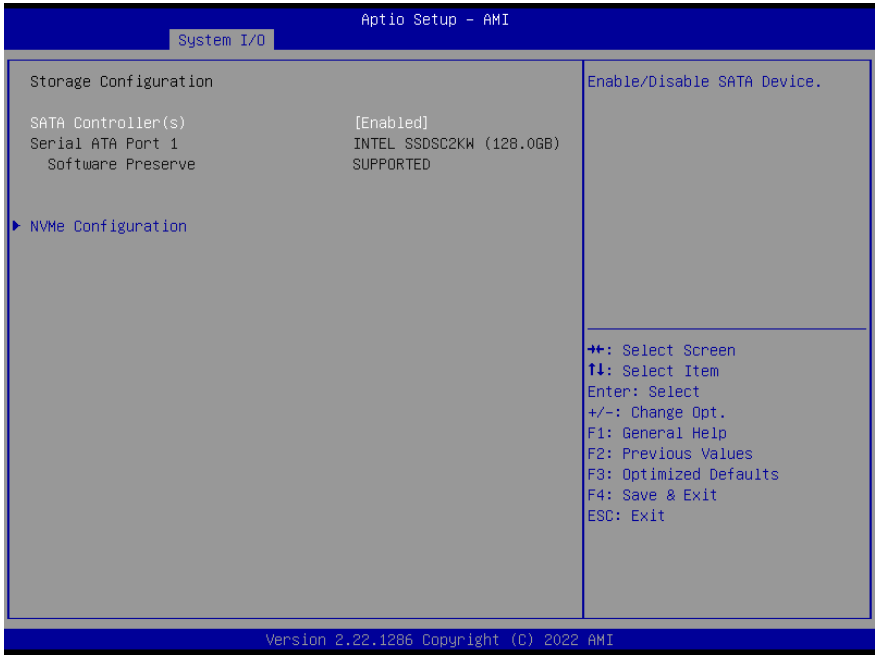 Aptio Setup - AMI
System I/O
Storage Configuration
SATA Controller(s) [Enabled]
Serial ATA Port 1 INTEL SSDSC2KW (128.0GB)
Software Preserve SUPPORTED
▶ NVMe Configuration
Enable/Disable SATA Device.
→←: Select Screen
↑↓: Select Item
Enter: Select
+/-: Change Opt.
F1: General Help
F2: Previous Values
F3: Optimized Defaults
F4: Save & Exit
ESC: Exit
Version 2.22.1286 Copyright (C) 2022 AMI